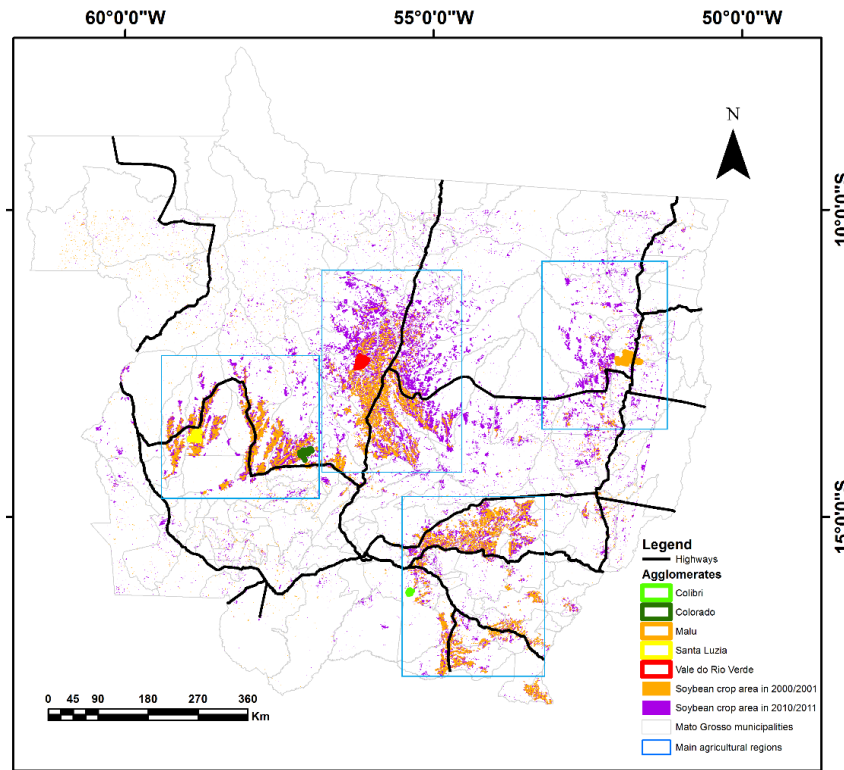 60°0'0"W 55°0'0"W 50°0'0"W
N
10°0'0"S
15°0'0"S
Legend
Highways
Agglomerates
Colibri
Colorado
Malu
Santa Luzia
Vale do Rio Verde
Soybean crop area in 2000/2001
Soybean crop area in 2010/2011
Mato Grosso municipalities
Main agricultural regions
0 45 90 180 270 360
Km